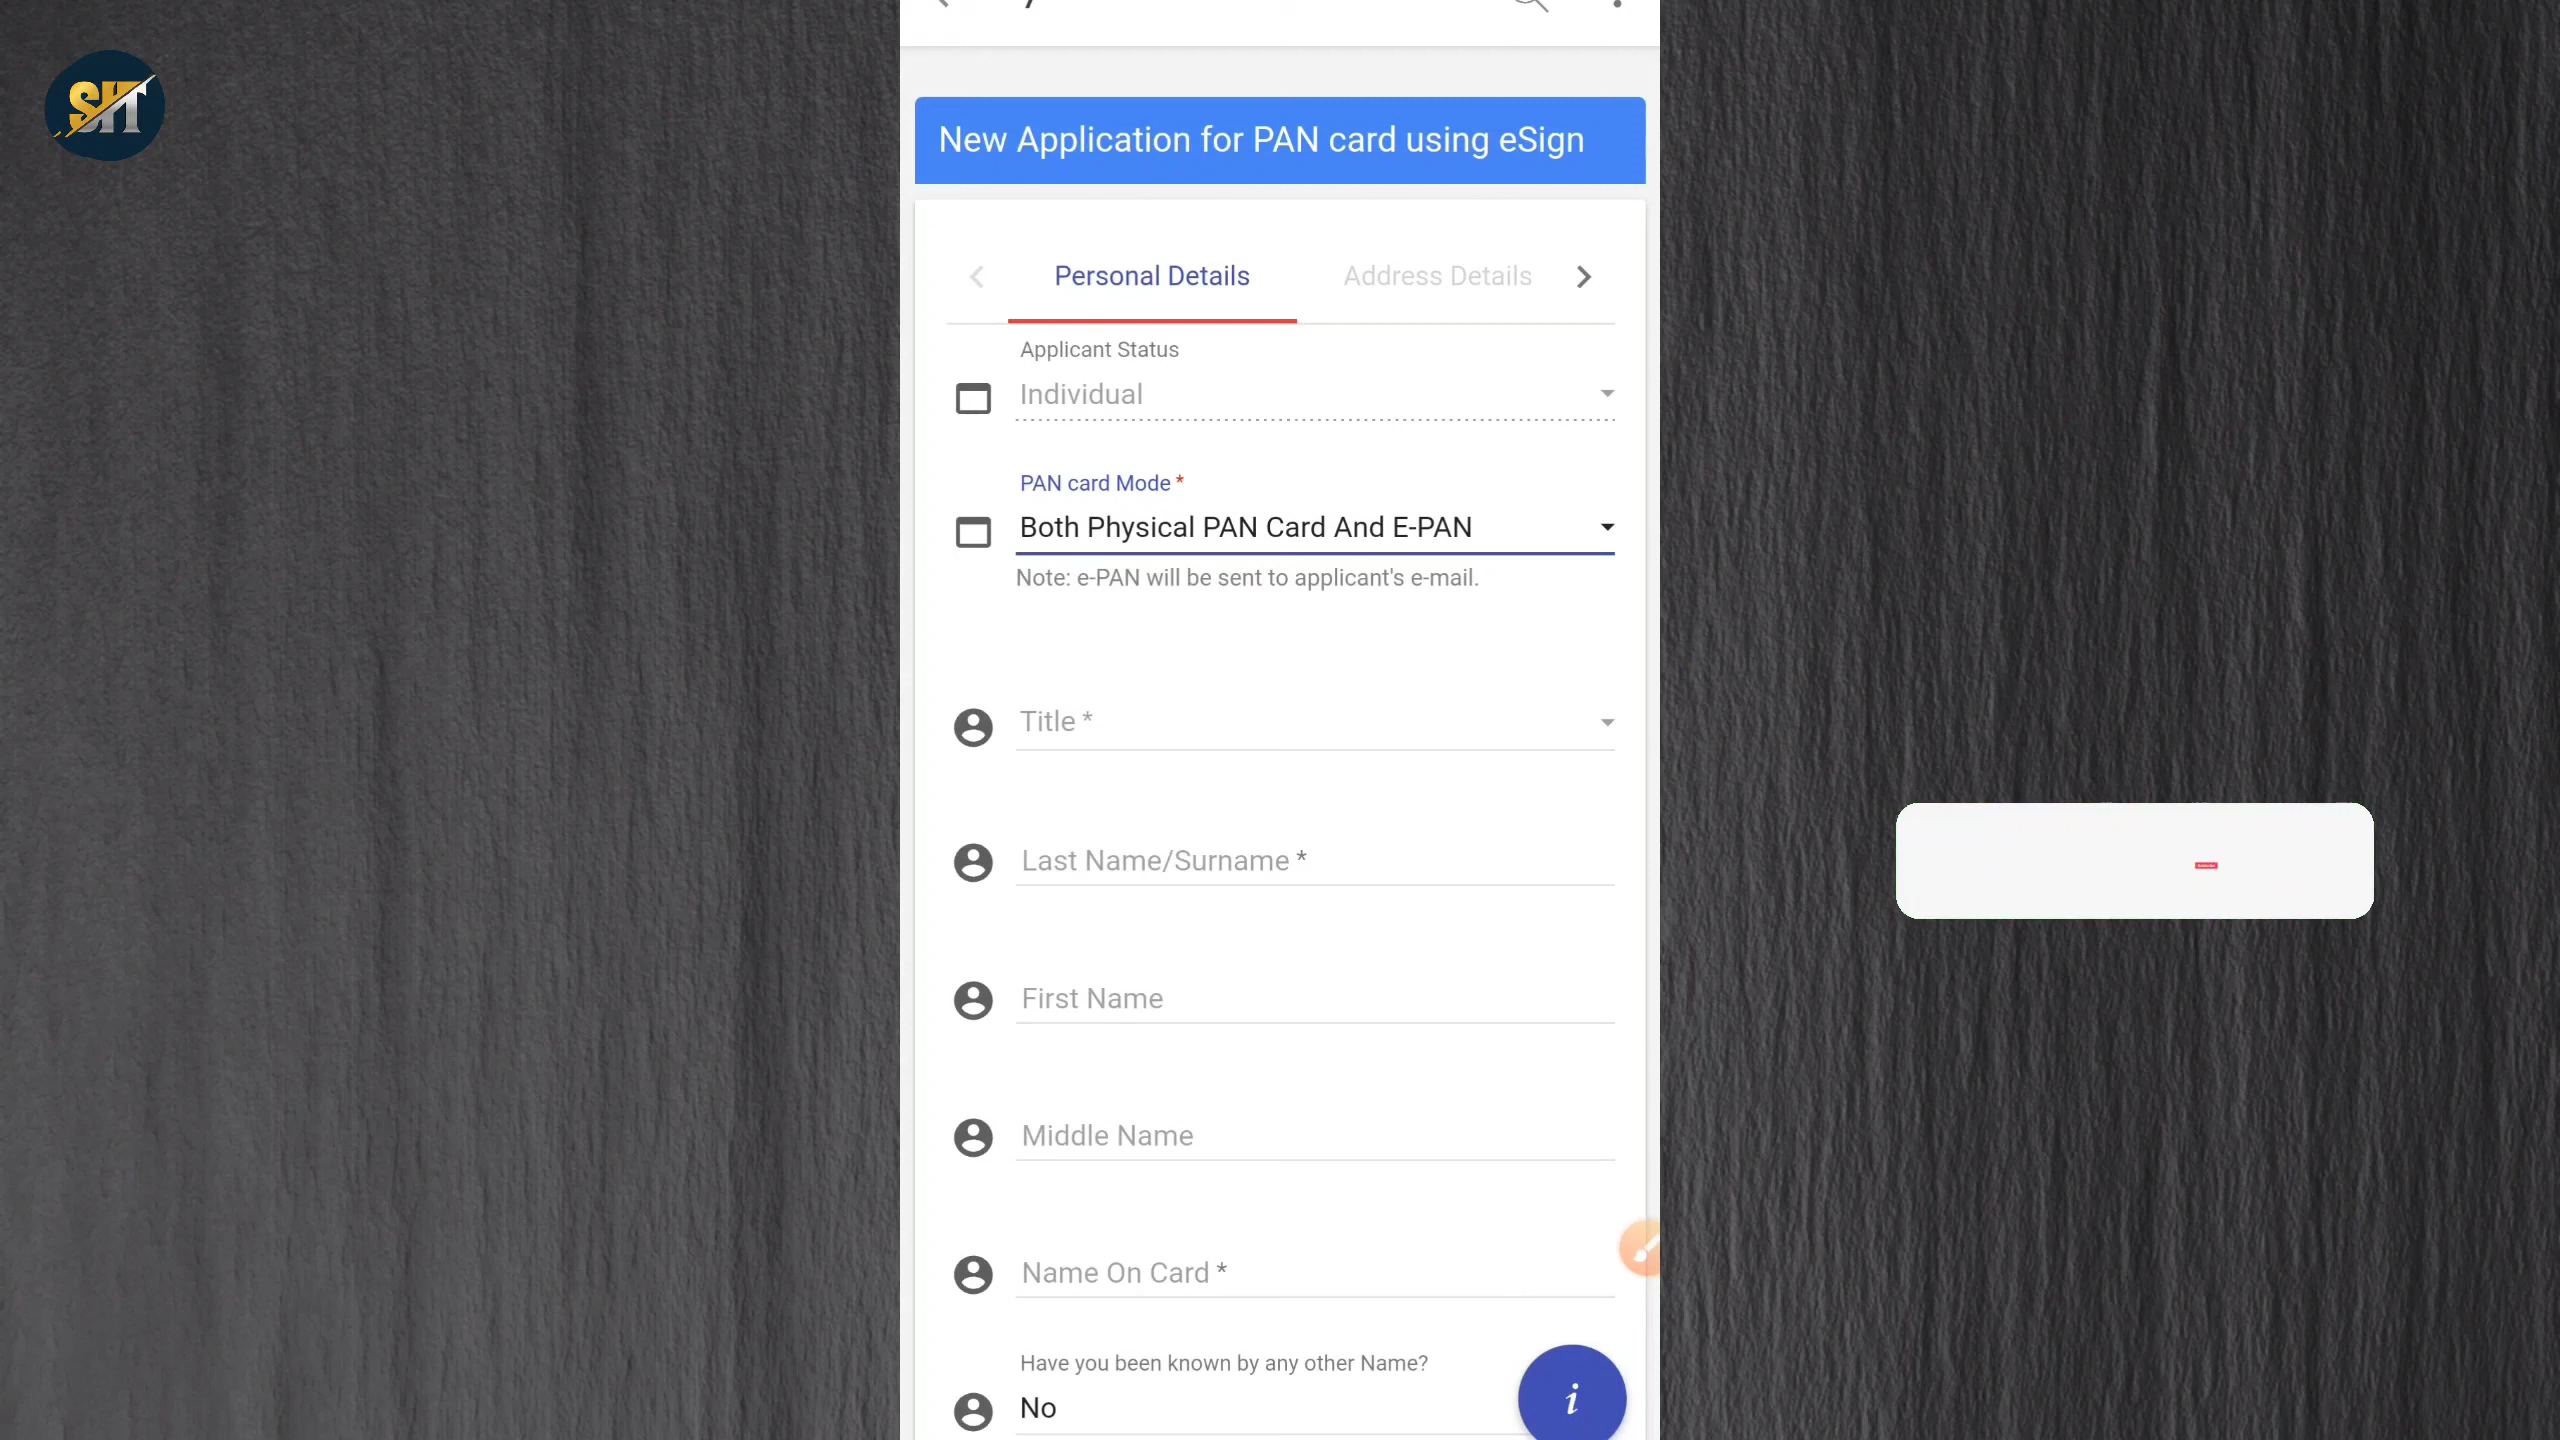 SHT
New Application for PAN card using eSign
Personal Details
Address Details
Applicant Status
Individual
PAN card Mode *
Both Physical PAN Card And E-PAN
Note: e-PAN will be sent to applicant's e-mail.
Title *
Last Name/Surname *
First Name
Middle Name
Name On Card *
Have you been known by any other Name?
No
i